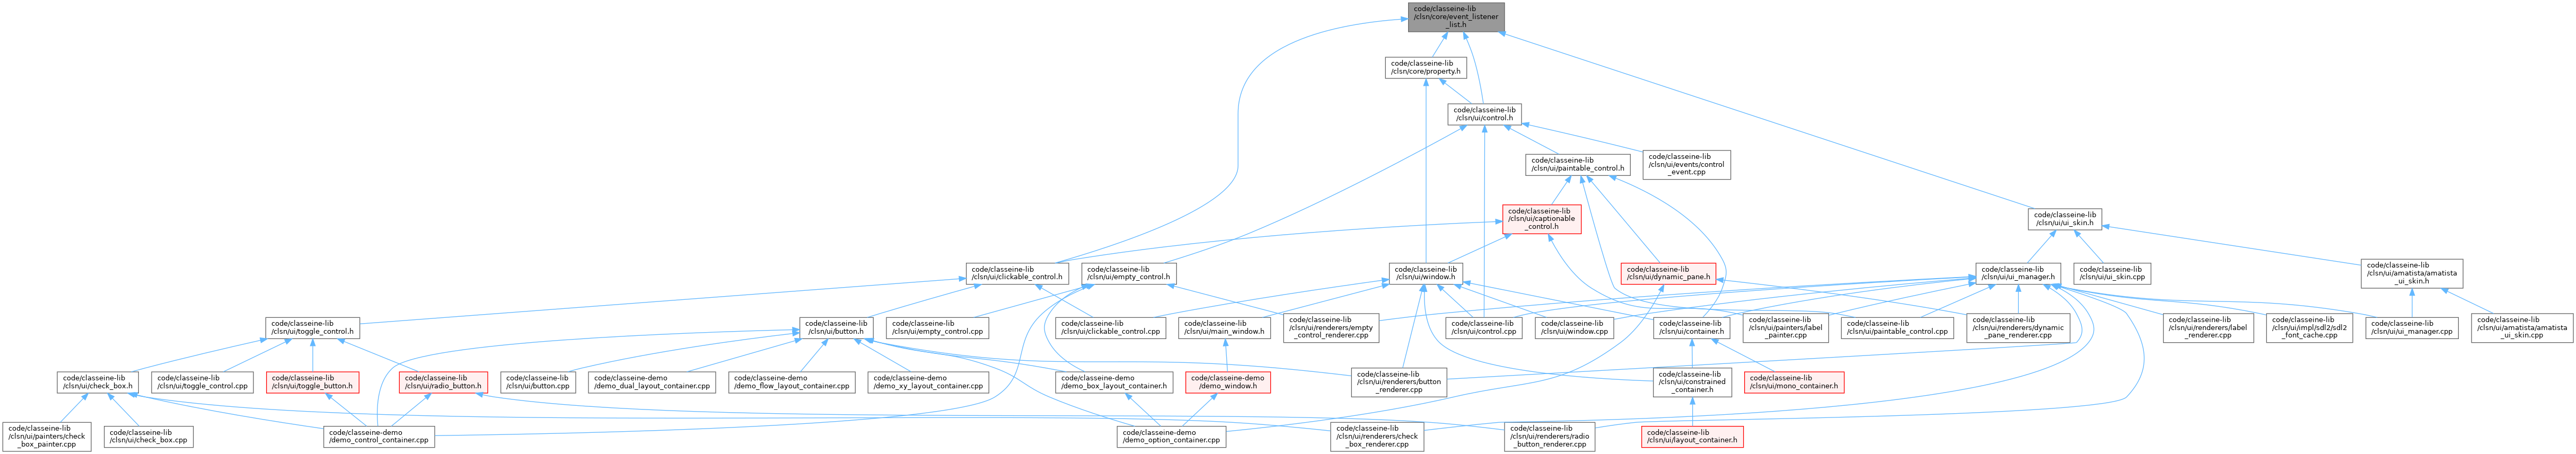 code/classeine-lib
/clsn/core/event_listener
_list.h
code/classeine-lib
/clsn/core/property.h
code/classeine-lib
/clsn/ui/control.h
code/classeine-lib
/clsn/ui/paintable_control.h
code/classeine-lib
/clsn/ui/events/control
_event.cpp
code/classeine-lib
/clsn/ui/captionable
_control.h
code/classeine-lib
/clsn/ui/ui_skin.h
code/classeine-lib
/clsn/ui/clickable_control.h
code/classeine-lib
/clsn/ui/empty_control.h
code/classeine-lib
/clsn/ui/window.h
code/classeine-lib
/clsn/ui/dynamic_pane.h
code/classeine-lib
/clsn/ui/ui_manager.h
code/classeine-lib
/clsn/ui/ui_skin.cpp
code/classeine-lib
/clsn/ui/amatista/amatista
_ui_skin.h
code/classeine-lib
/clsn/ui/toggle_control.h
code/classeine-lib
/clsn/ui/button.h
code/classeine-lib
/clsn/ui/empty_control.cpp
code/classeine-lib
/clsn/ui/clickable_control.cpp
code/classeine-lib
/clsn/ui/main_window.h
code/classeine-lib
/clsn/ui/renderers/empty
_control_renderer.cpp
code/classeine-lib
/clsn/ui/control.cpp
code/classeine-lib
/clsn/ui/window.cpp
code/classeine-lib
/clsn/ui/container.h
code/classeine-lib
/clsn/ui/painters/label
_painter.cpp
code/classeine-lib
/clsn/ui/paintable_control.cpp
code/classeine-lib
/clsn/ui/renderers/dynamic
_pane_renderer.cpp
code/classeine-lib
/clsn/ui/renderers/label
_renderer.cpp
code/classeine-lib
/clsn/ui/impl/sdl2/sdl2
_font_cache.cpp
code/classeine-lib
/clsn/ui/ui_manager.cpp
code/classeine-lib
/clsn/ui/amatista/amatista
_ui_skin.cpp
code/classeine-lib
/clsn/ui/check_box.h
code/classeine-lib
/clsn/ui/toggle_control.cpp
code/classeine-lib
/clsn/ui/toggle_button.h
code/classeine-lib
/clsn/ui/radio_button.h
code/classeine-lib
/clsn/ui/button.cpp
code/classeine-demo
/demo_dual_layout_container.cpp
code/classeine-demo
/demo_flow_layout_container.cpp
code/classeine-demo
/demo_xy_layout_container.cpp
code/classeine-demo
/demo_box_layout_container.h
code/classeine-demo
/demo_window.h
code/classeine-lib
/clsn/ui/renderers/button
_renderer.cpp
code/classeine-lib
/clsn/ui/constrained
_container.h
code/classeine-lib
/clsn/ui/mono_container.h
code/classeine-lib
/clsn/ui/painters/check
_box_painter.cpp
code/classeine-lib
/clsn/ui/check_box.cpp
code/classeine-demo
/demo_control_container.cpp
code/classeine-demo
/demo_option_container.cpp
code/classeine-lib
/clsn/ui/renderers/check
_box_renderer.cpp
code/classeine-lib
/clsn/ui/renderers/radio
_button_renderer.cpp
code/classeine-lib
/clsn/ui/layout_container.h